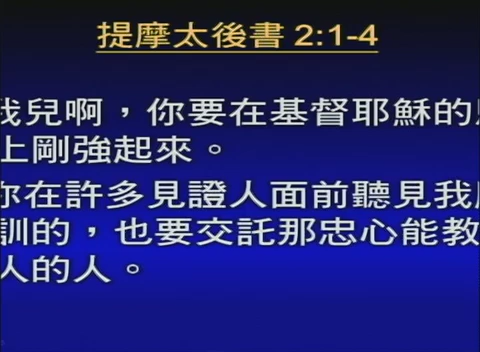 提摩太後書 2:1-4
我兒啊，你要在基督耶穌的恩
上剛強起來。
你在許多見證人面前聽見我
訓的，也要交託那忠心能教
人的人。